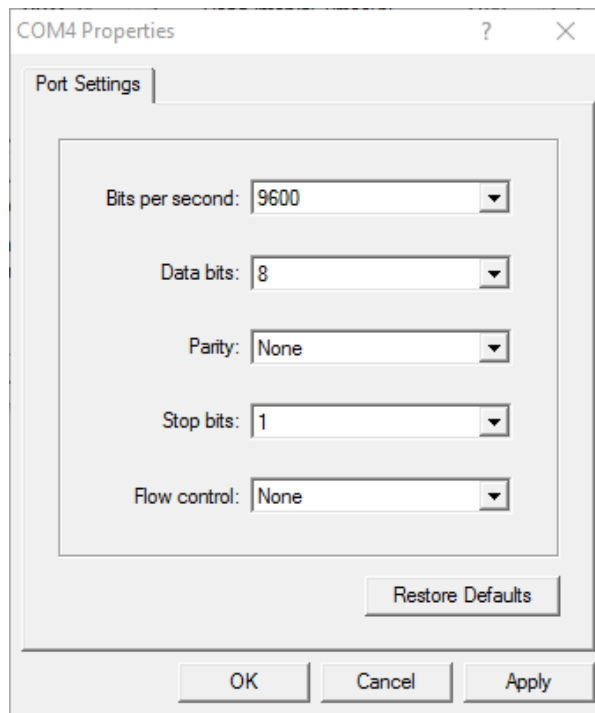 COM4 Properties ?
Port Settings
Bits per second: 9600
Data bits: 8
Parity: None
Stop bits: 1
Flow control: None
Restore Defaults
OK Cancel Apply